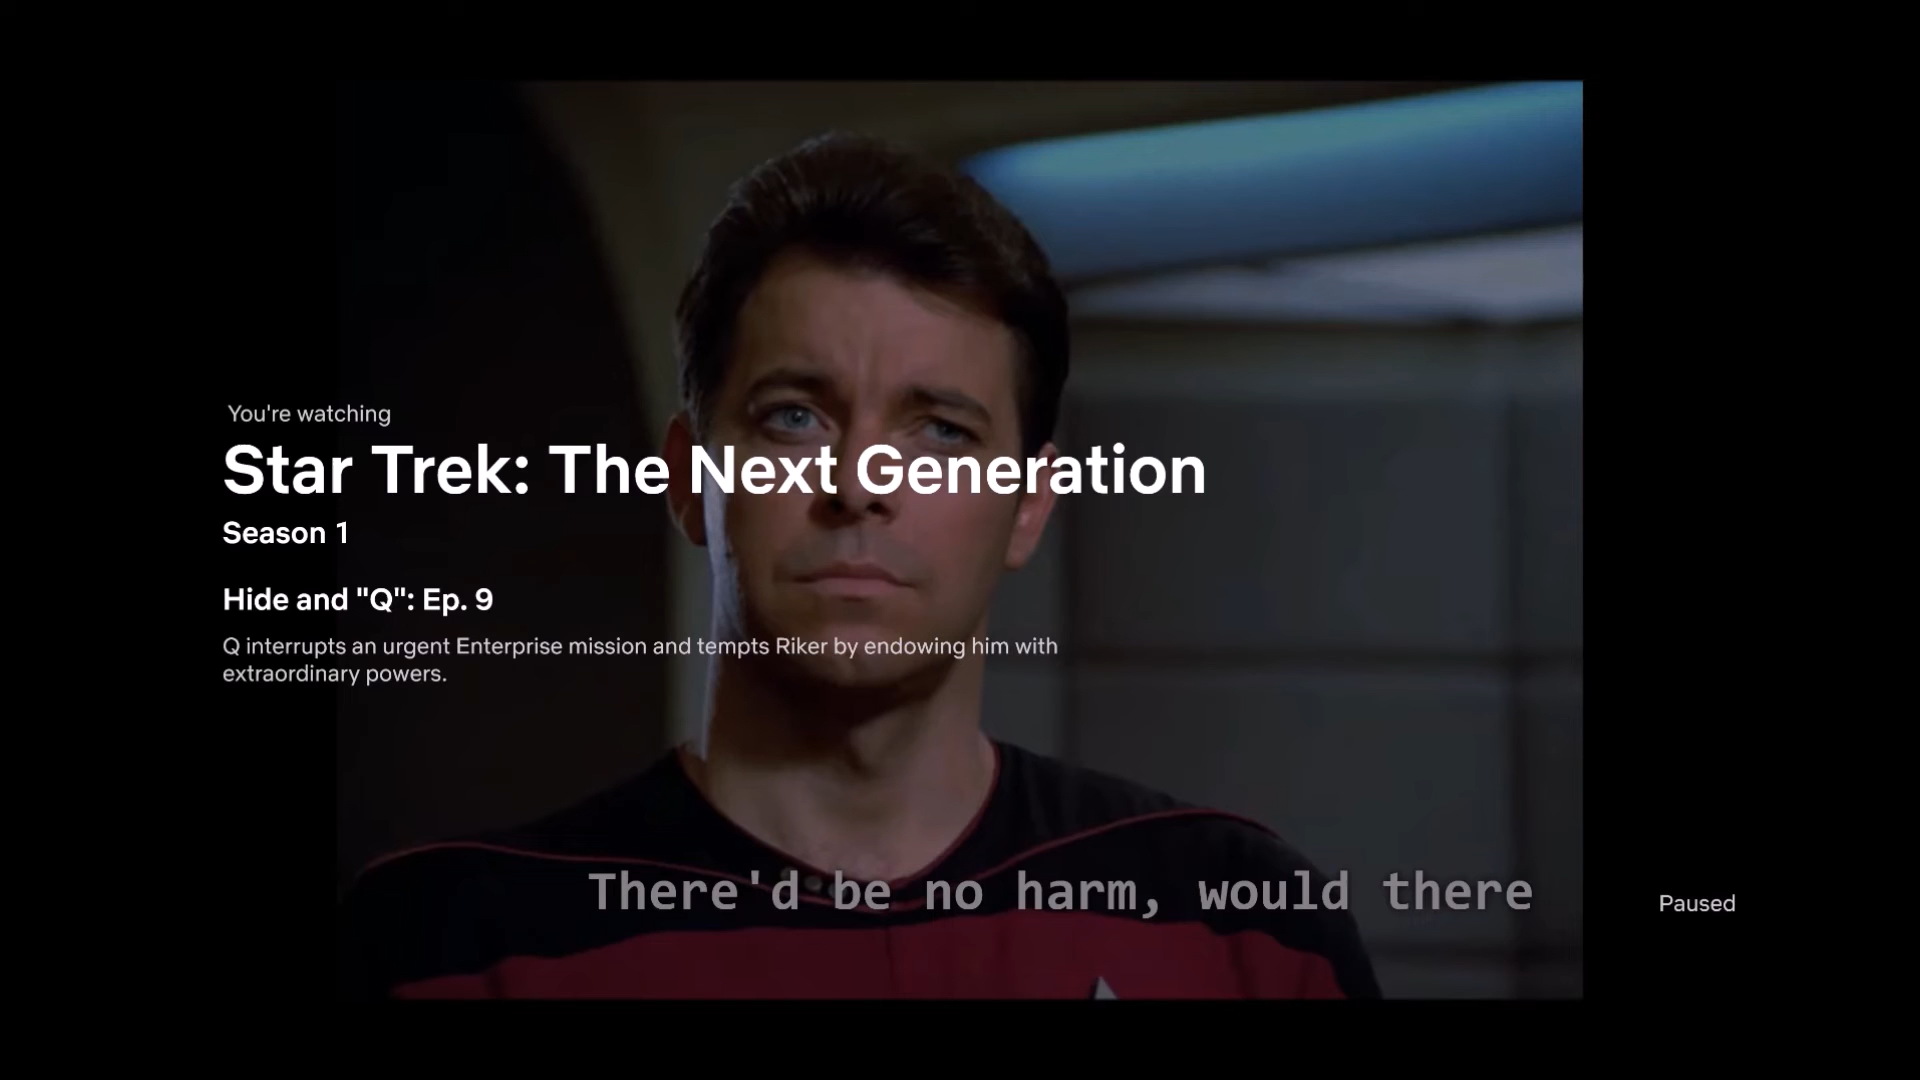 You're watching
Star Trek: The Next Generation
Season 1
Hide and "Q": Ep. 9
Q interrupts an urgent Enterprise mission and tempts Riker by endowing him with
extraordinary powers.
There'd be no harm, would there
Paused